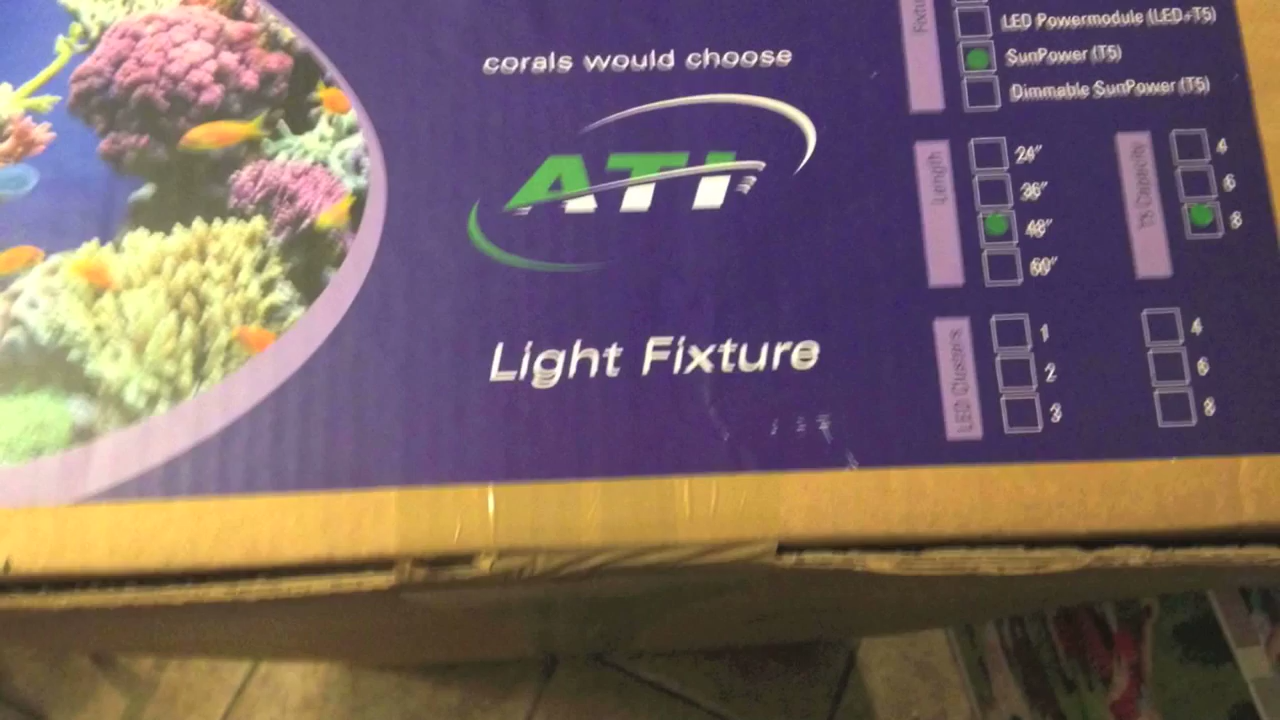 corals would choose
ATI
Light Fixture
LED Powermodule (LED+T5)
SunPower (T5)
Dimmable SunPower (T5)
Length
24"
36"
48"
60"
T5 Capacity
4
6
8
LED Clusters
1
2
3
4
6
8